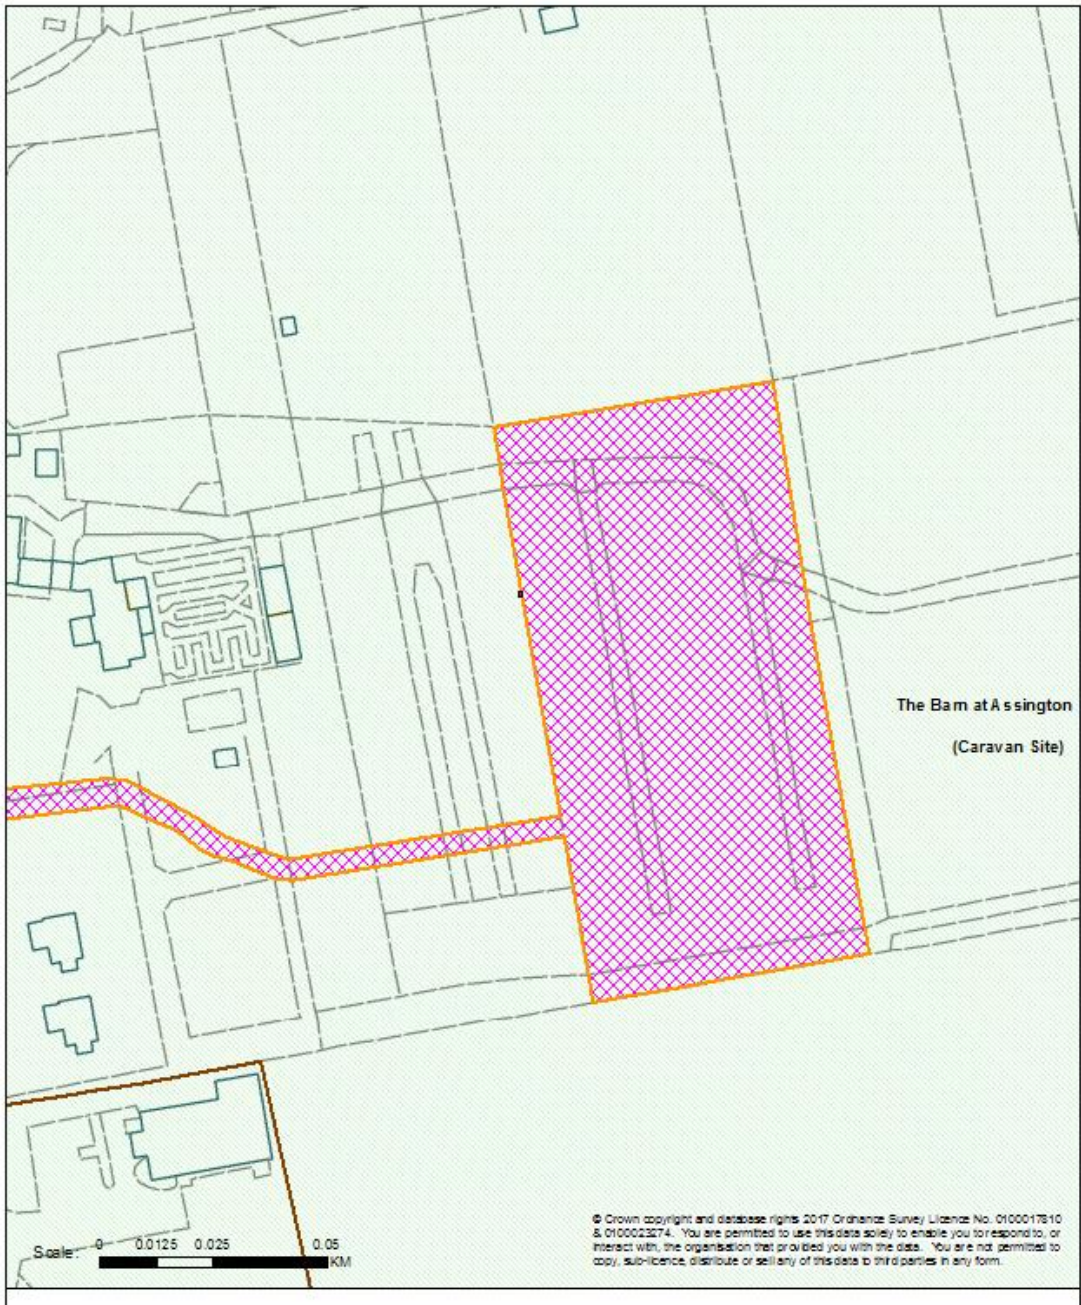 The Barn at Assington
(Caravan Site)
© Crown copyright and database rights 2017 Ordnance Survey Licence No. 0100017810
& 0100023274. You are permitted to use this data solely to enable you to respond to, or
interact with, the organisation that provided you with the data. You are not permitted to
copy, sub-licence, distribute or sell any of this data to third parties in any form.
Scale: 0 0.0125 0.025 0.05
KM